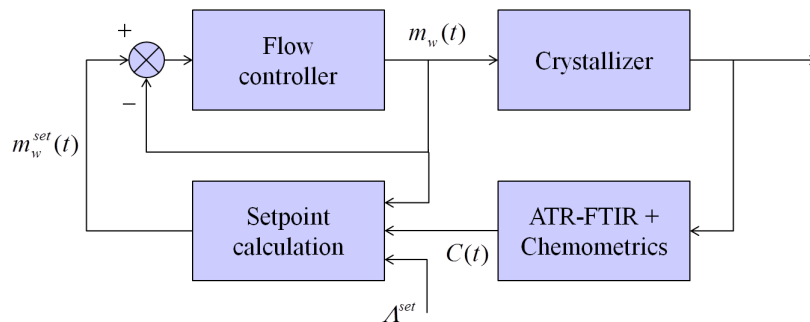 +
Flow
controller
m_w(t)
Crystallizer
−
m_w^{set}(t)
Setpoint
calculation
C(t)
ATR-FTIR +
Chemometrics
Λ^{set}